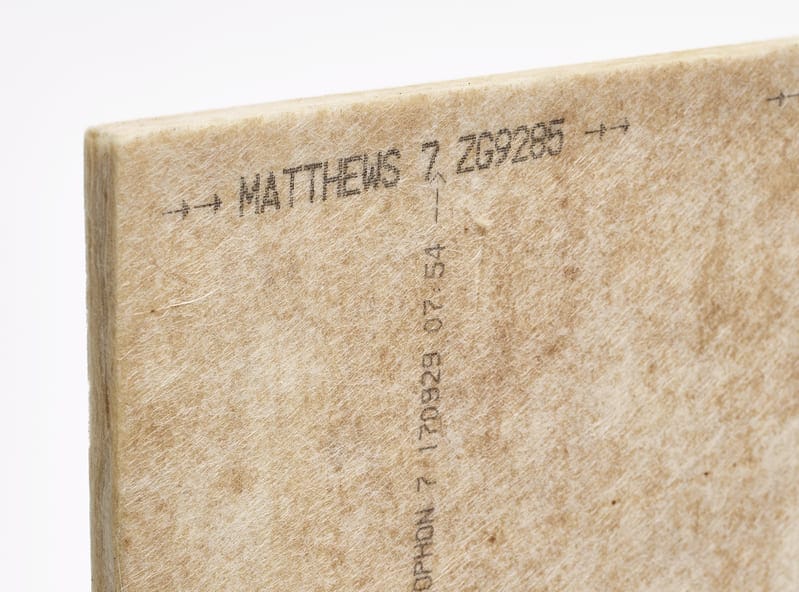 →→ MATTHEWS 7 ZG9285 →→
OPHON 7 170929 07:54 -->